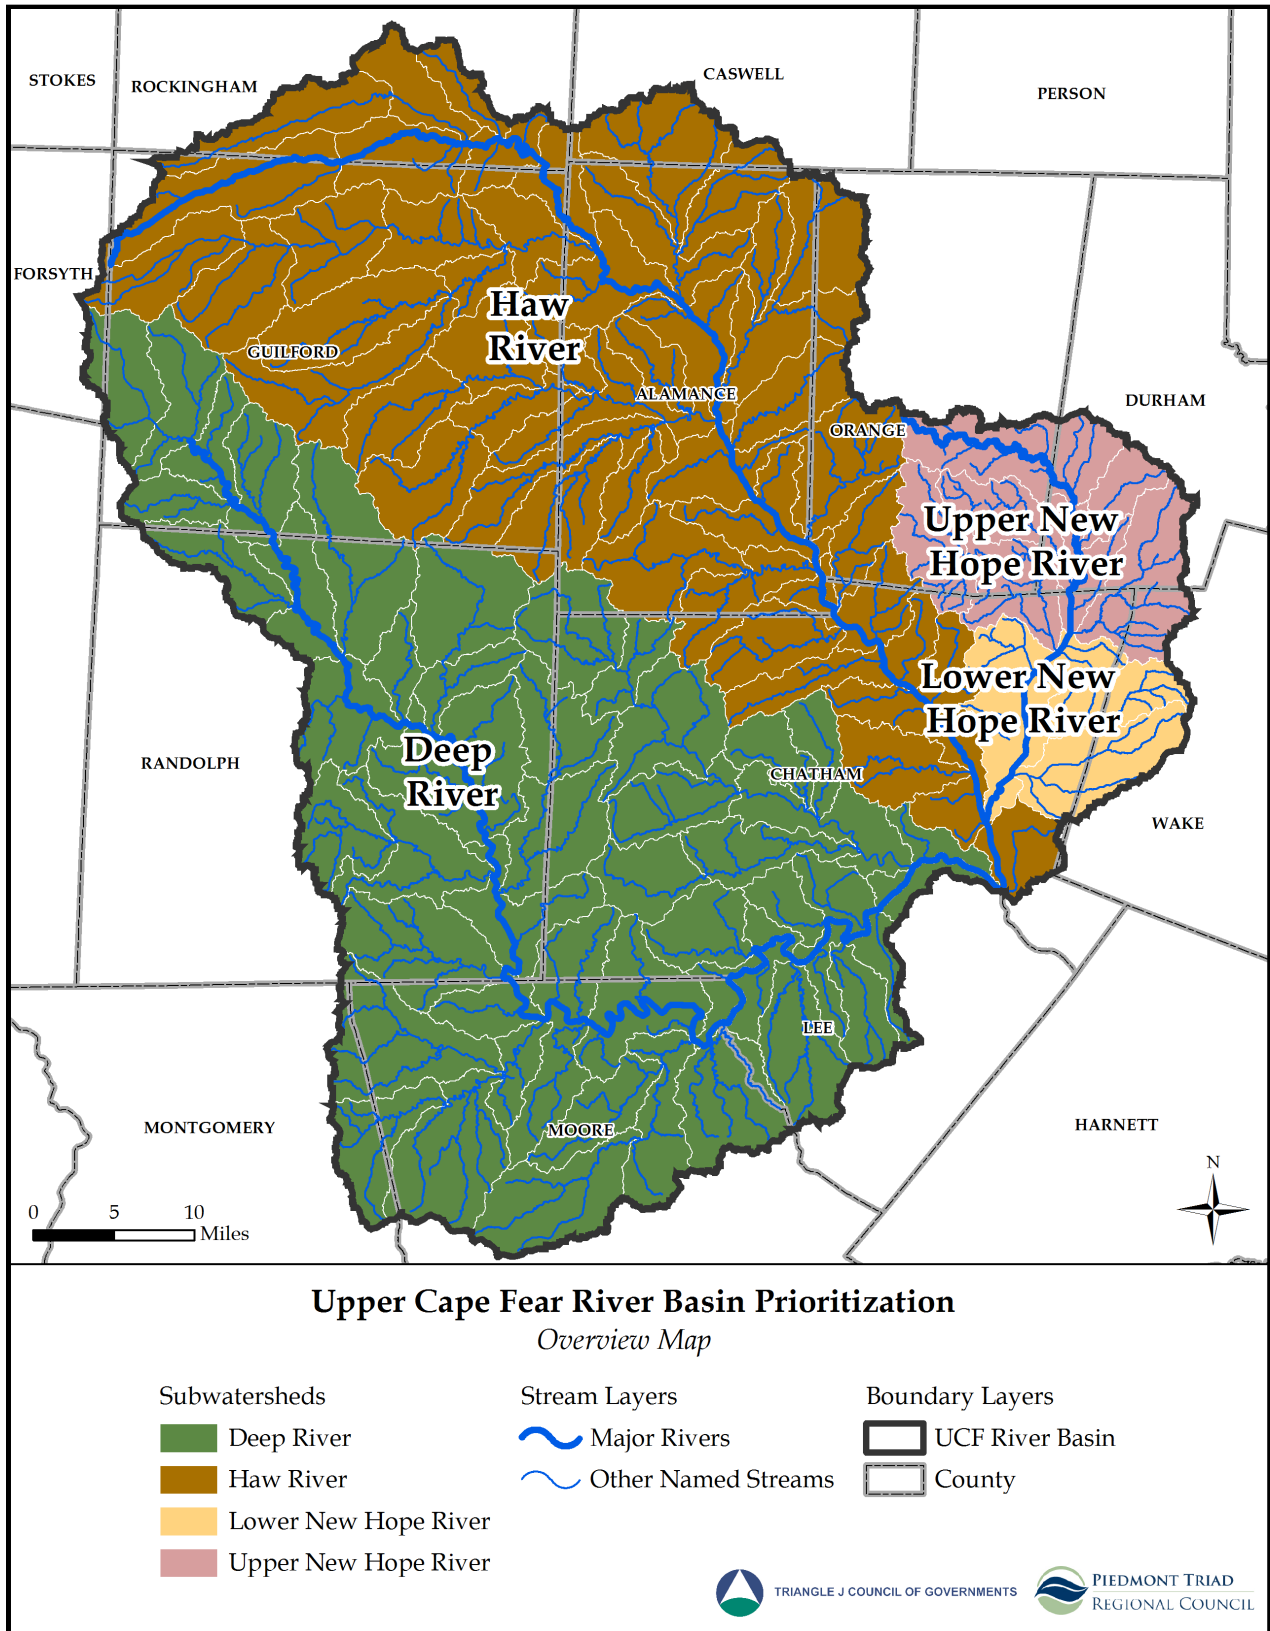 CASWELL
STOKES
ROCKINGHAM
PERSON
FORSYTH
Haw
River
GUILFORD
ALAMANCE
DURHAM
ORANGE
Upper New
Hope River
Lower New
Hope River
Deep
River
RANDOLPH
CHATHAM
WAKE
LEE
MONTGOMERY
MOORE
HARNETT
N
0 5 10
Miles
Upper Cape Fear River Basin Prioritization
Overview Map
Subwatersheds
Deep River
Haw River
Lower New Hope River
Upper New Hope River
Stream Layers
Major Rivers
Other Named Streams
Boundary Layers
UCF River Basin
County
TRIANGLE J COUNCIL OF GOVERNMENTS
PIEDMONT TRIAD
REGIONAL COUNCIL